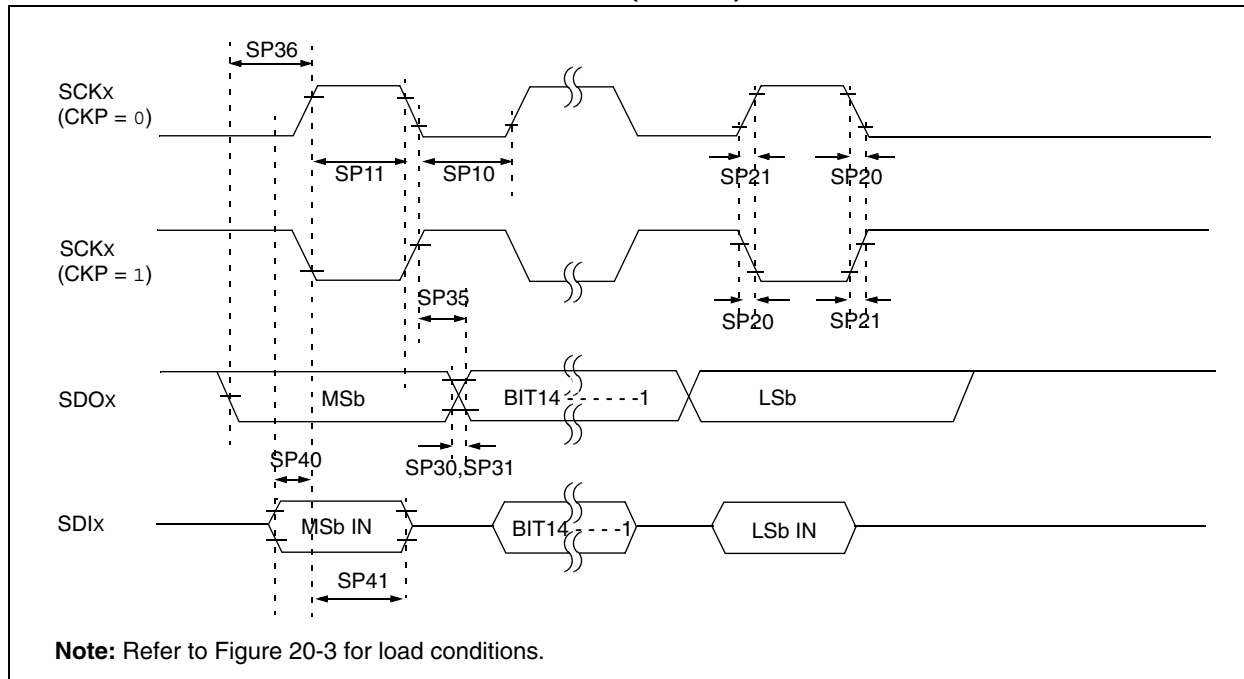 SP36
SCKx
(CKP = 0)
SP11
SP10
SP21
SP20
SCKx
(CKP = 1)
SP35
SP20
SP21
SDOx
MSb
BIT14 - - - - - -1
LSb
SP40
SP30,SP31
SDIx
MSb IN
BIT14 - - - -1
LSb IN
SP41
Note: Refer to Figure 20-3 for load conditions.